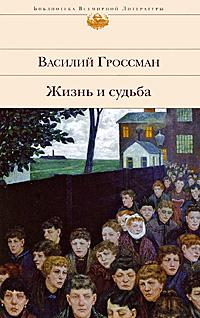 Библиотека Всемирной Литературы
Василий Гроссман
Жизнь и судьба